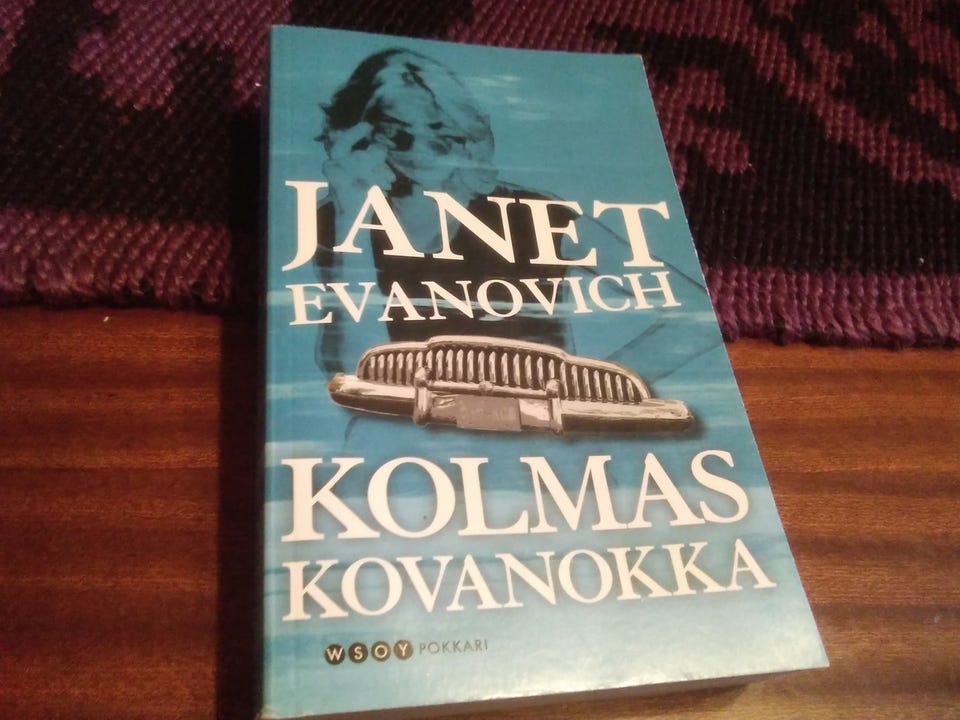 JANET
EVANOVICH
KOLMAS
KOVANOKKA
WSOY POKKARI